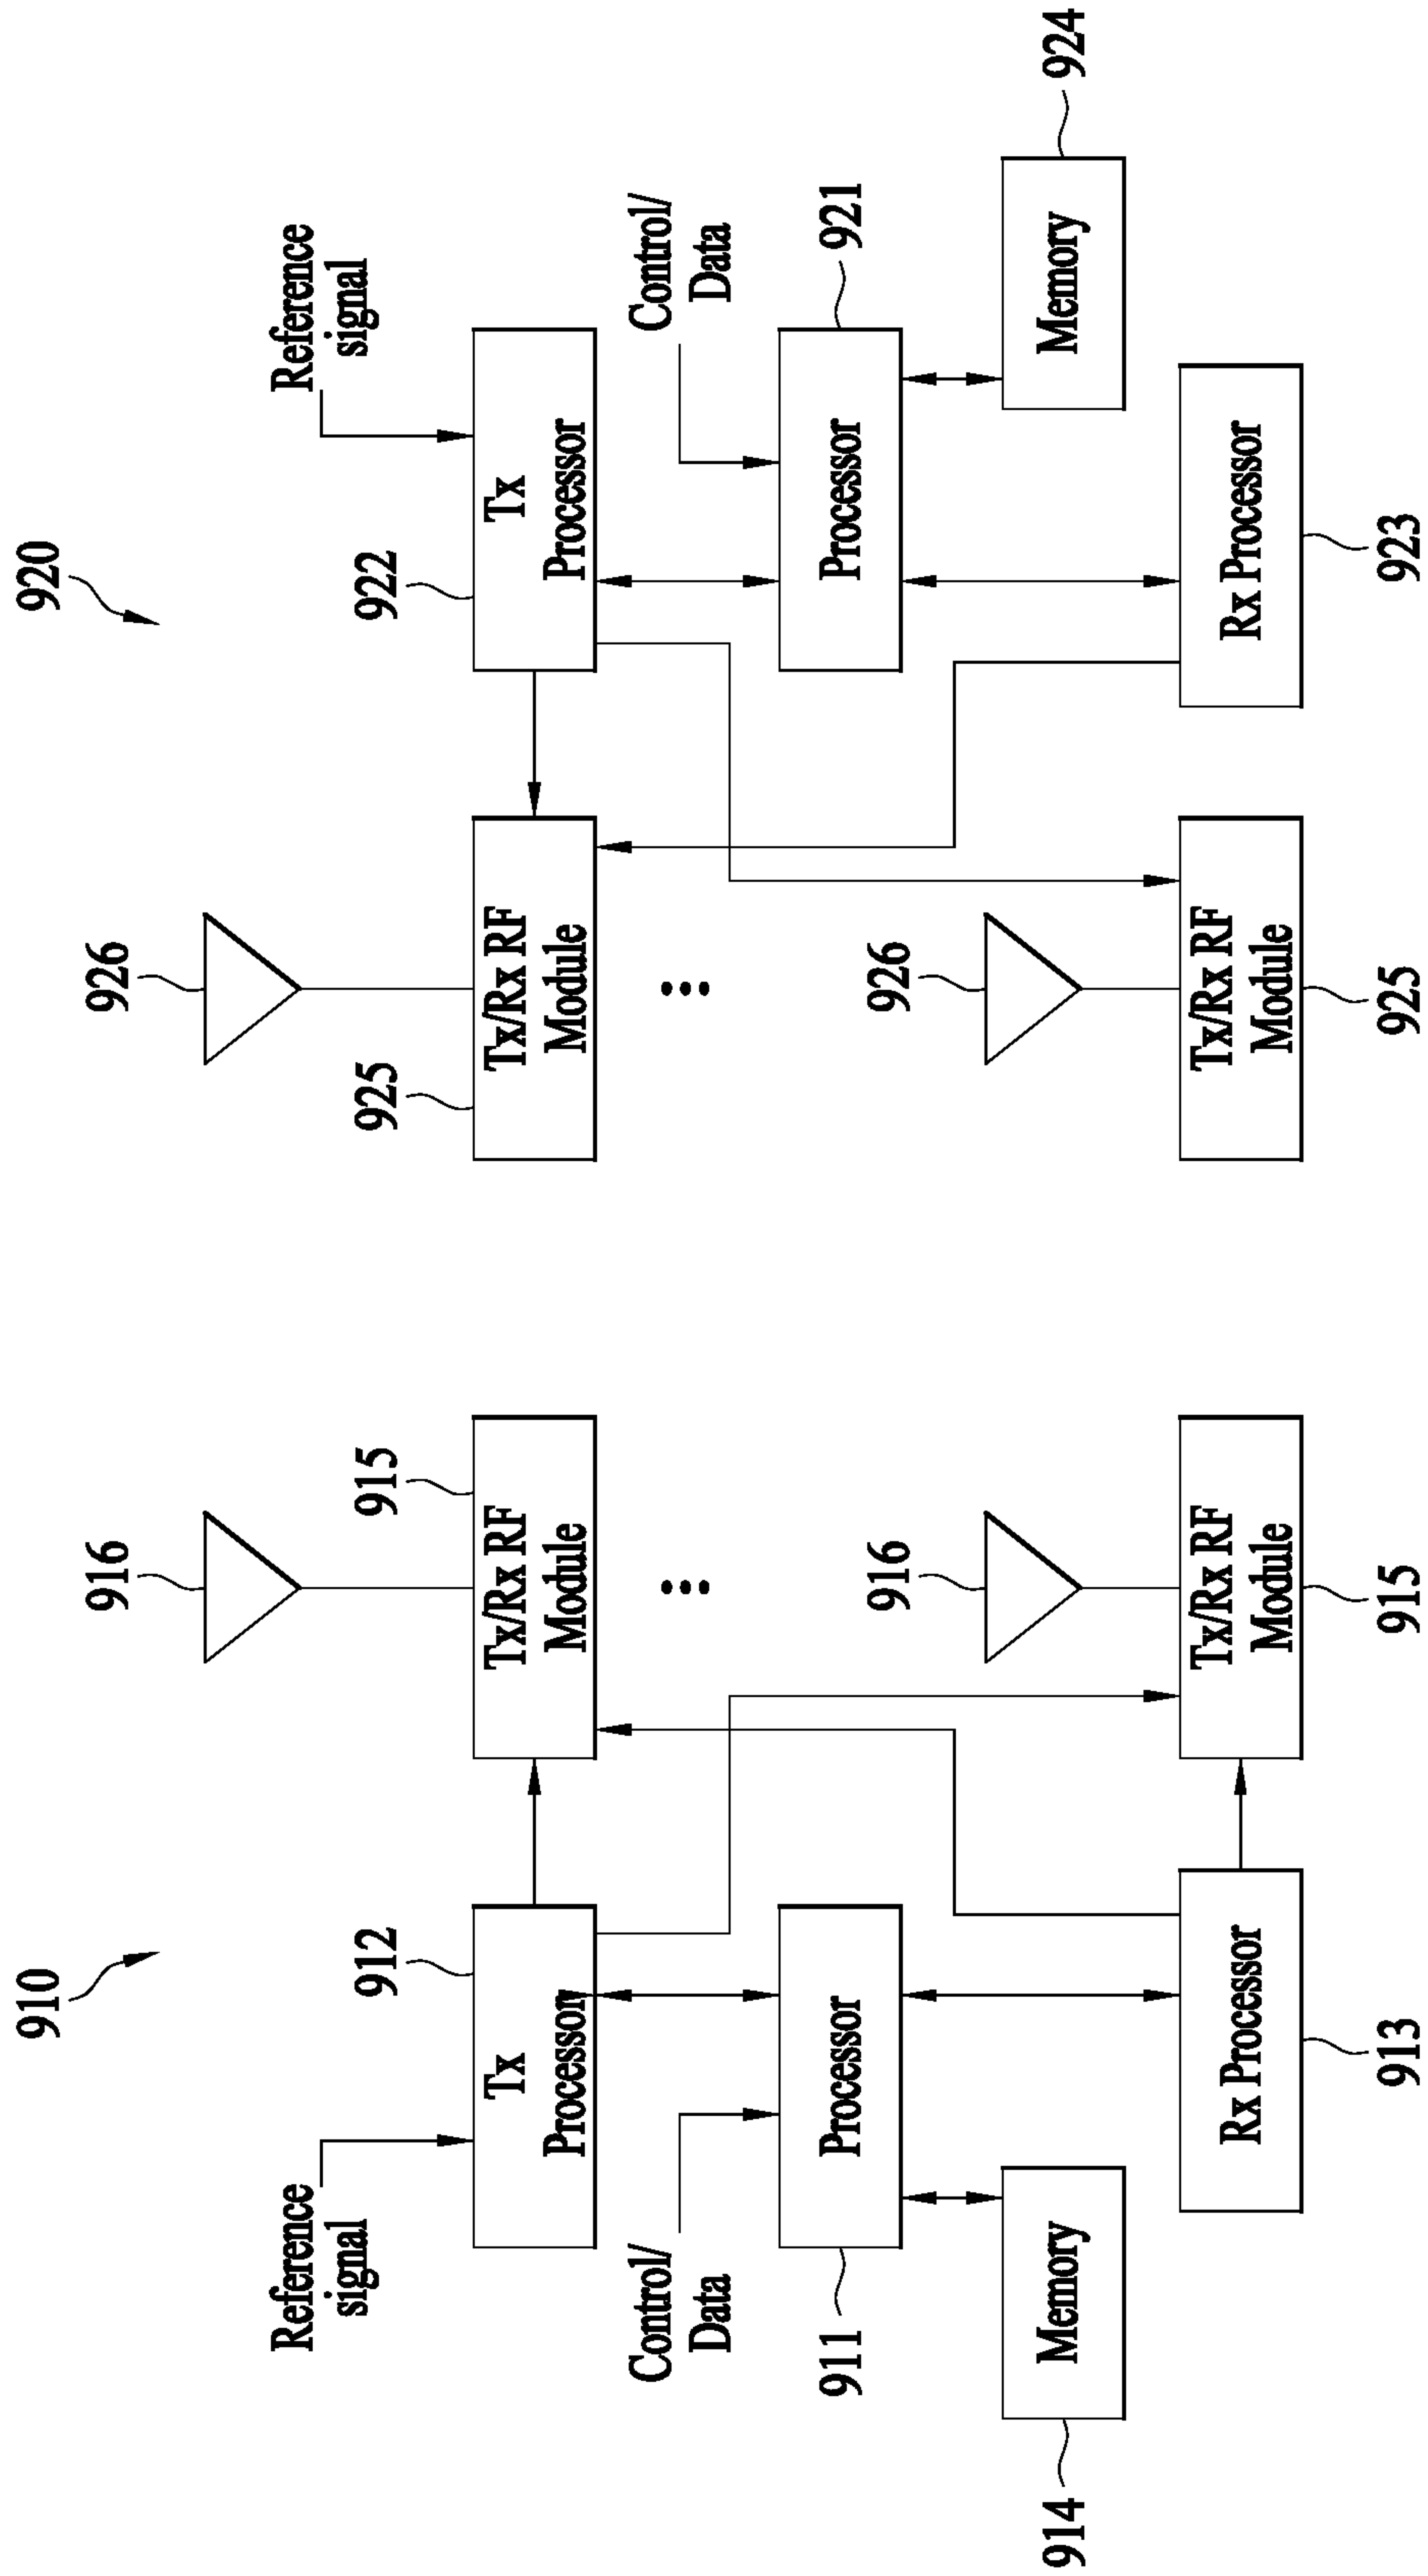 910
Reference
signal
912
Tx
Processor
916
915
Tx/Rx RF
Module
Control/
Data
911
Processor
...
914
Memory
916
913
Rx Processor
915
Tx/Rx RF
Module
920
926
925
Tx/Rx RF
Module
922
Tx
Processor
Reference
signal
...
Control/
Data
921
Processor
926
Memory
924
925
Tx/Rx RF
Module
923
Rx Processor